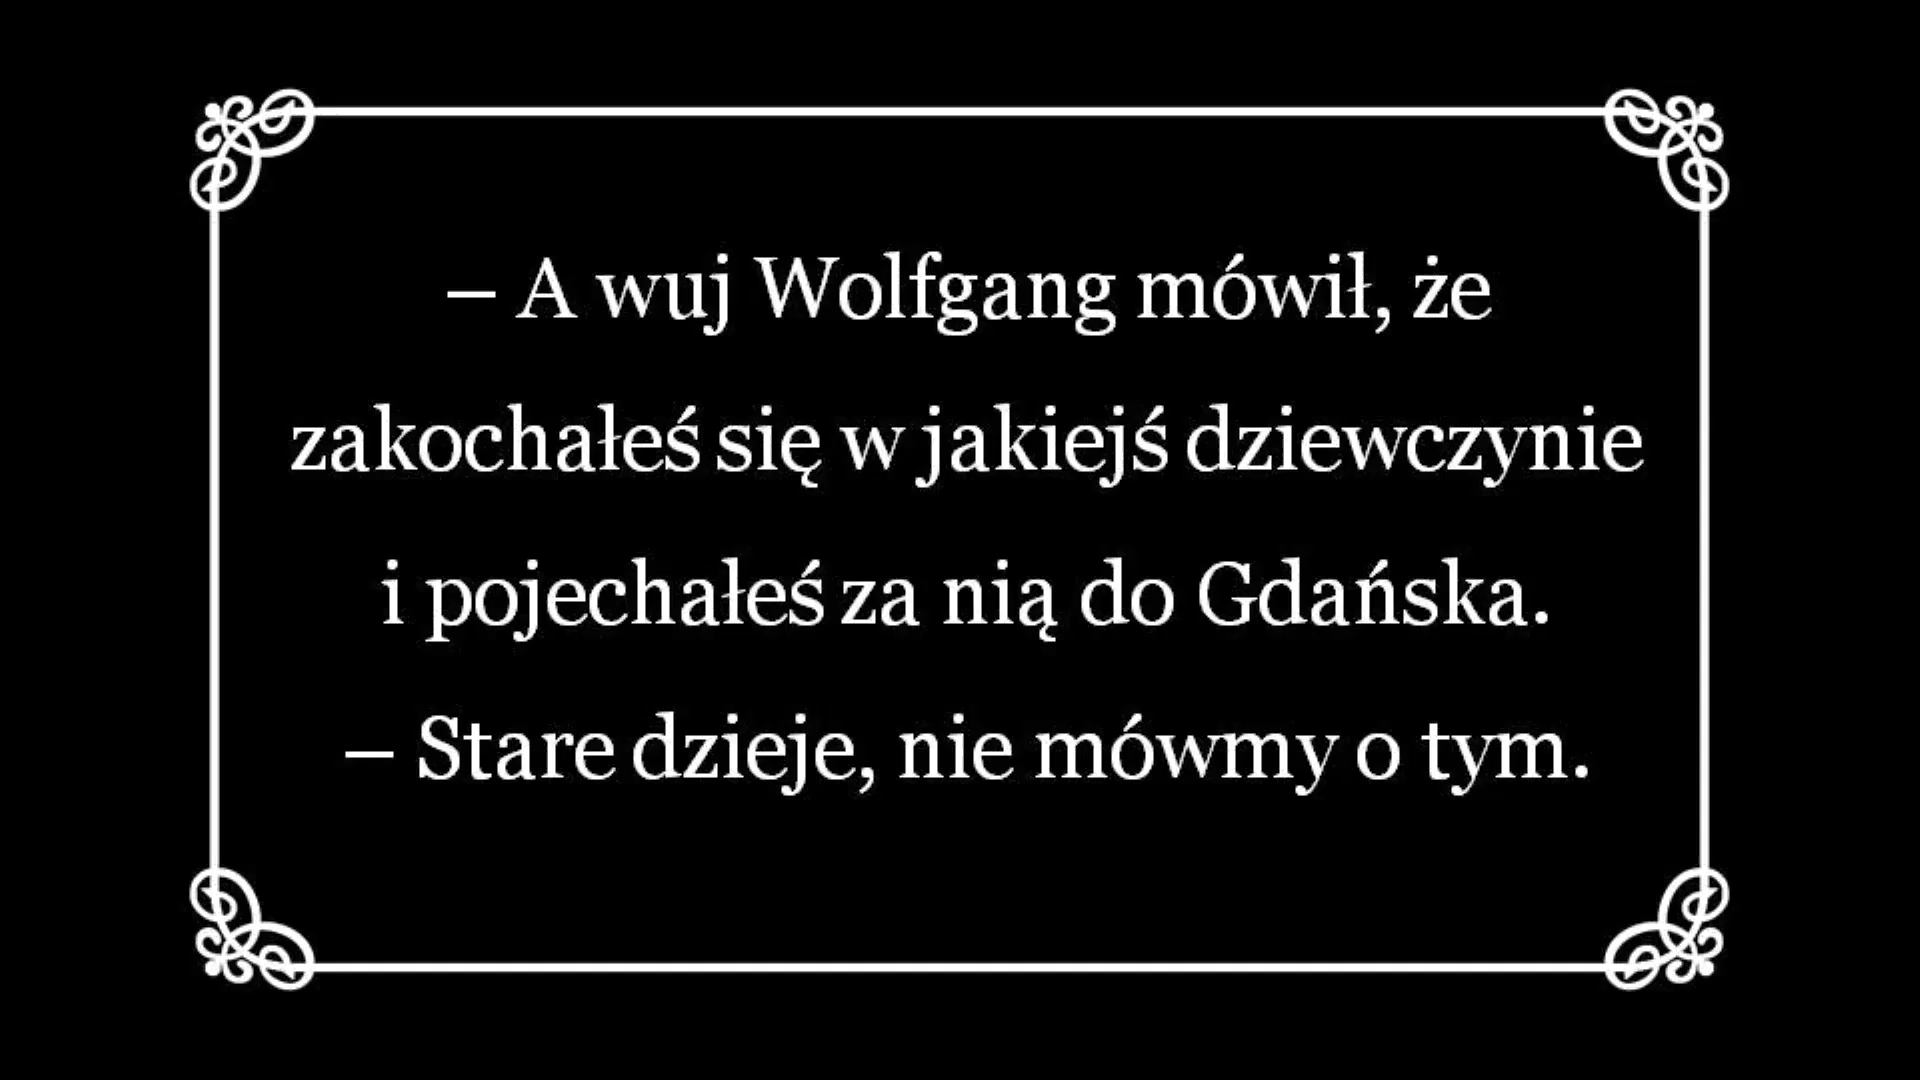 – A wuj Wolfgang mówił, że
zakochałeś się w jakiejś dziewczynie
i pojechałeś za nią do Gdańska.
– Stare dzieje, nie mówmy o tym.